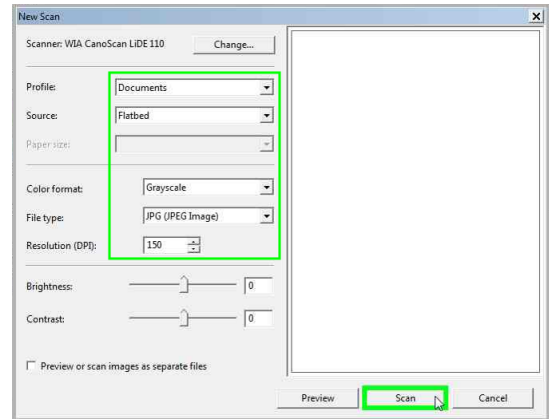 New Scan
Scanner: WIA CanoScan LiDE 110 Change...
Profile: Documents
Source: Flatbed
Paper size:
Color format: Grayscale
File type: JPG (JPEG Image)
Resolution (DPI): 150
Brightness: 0
Contrast: 0
Preview or scan images as separate files
Preview Scan Cancel